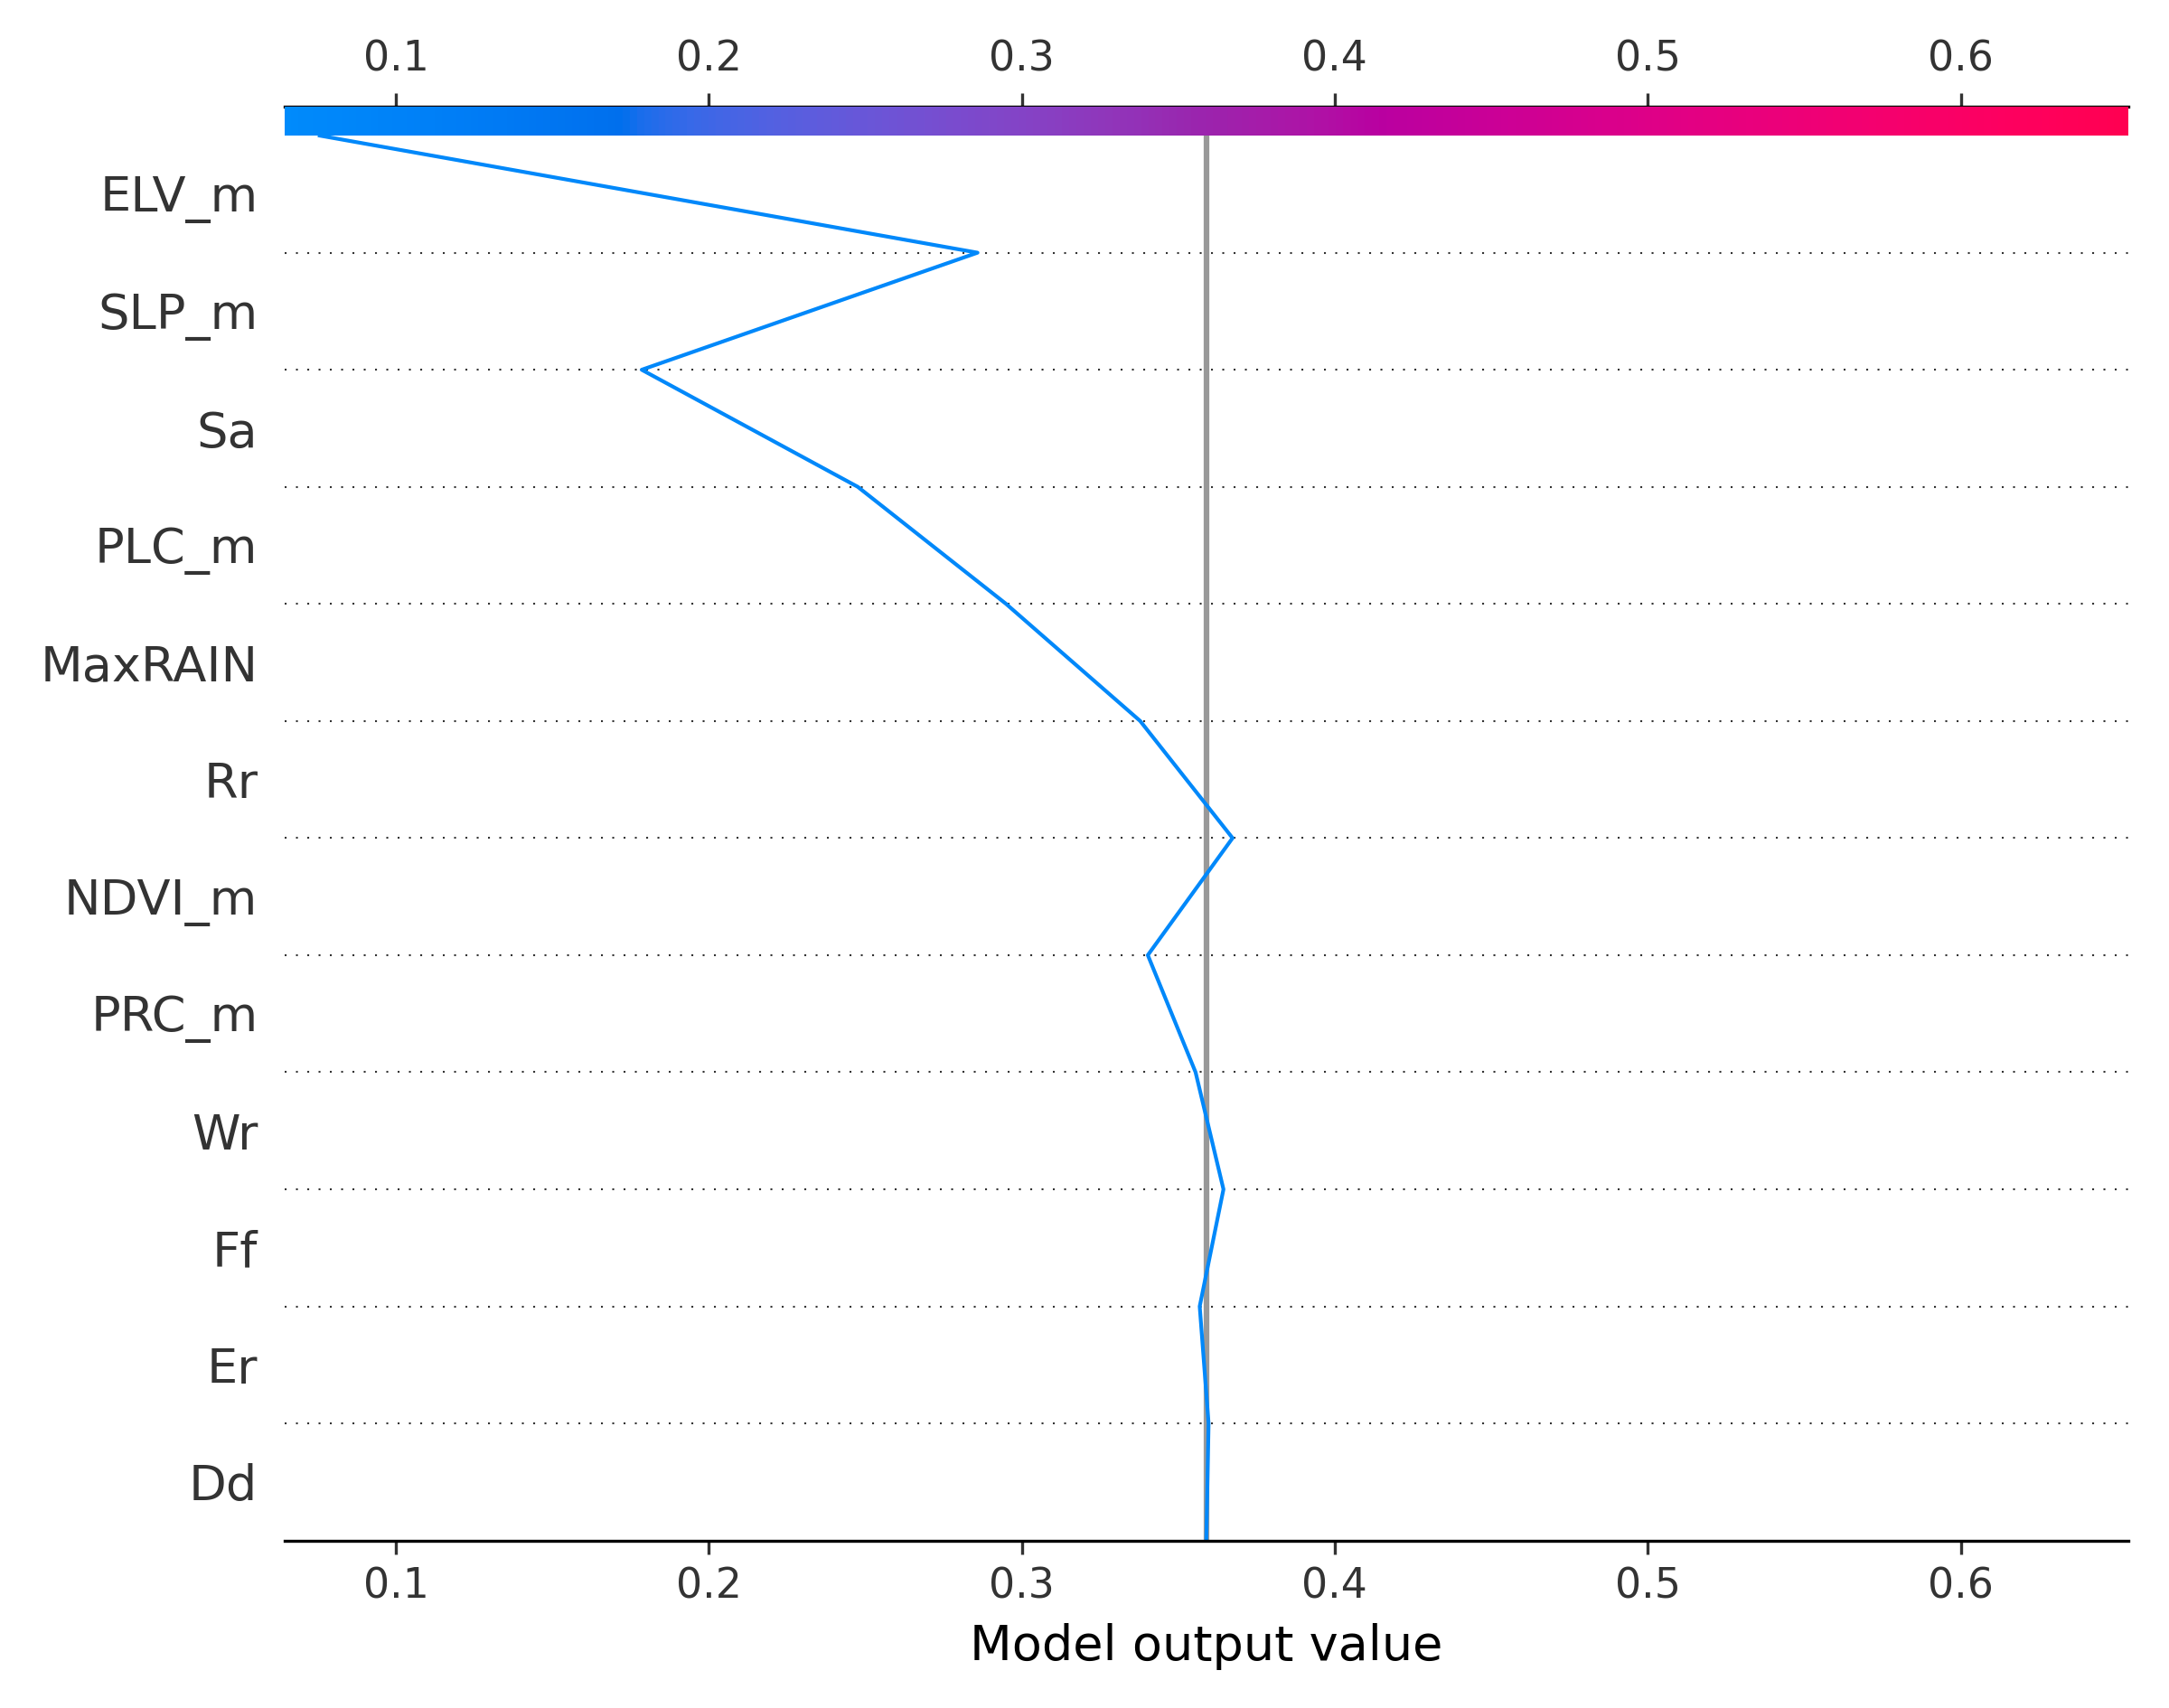 0.1 0.2 0.3 0.4 0.5 0.6
ELV_m
SLP_m
Sa
PLC_m
MaxRAIN
Rr
NDVI_m
PRC_m
Wr
Ff
Er
Dd
0.1 0.2 0.3 0.4 0.5 0.6
Model output value